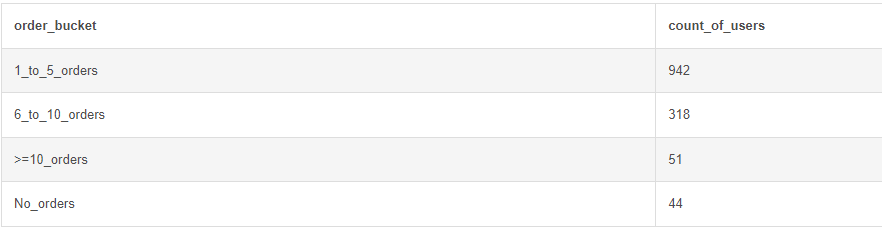 order_bucket count_of_users
1_to_5_orders 942
6_to_10_orders 318
>=10_orders 51
No_orders 44